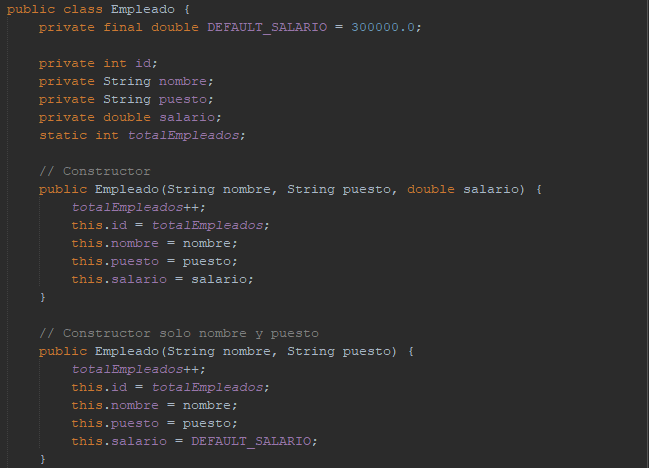 public class Empleado {
    private final double DEFAULT_SALARIO = 300000.0;

    private int id;
    private String nombre;
    private String puesto;
    private double salario;
    static int totalEmpleados;

    // Constructor
    public Empleado(String nombre, String puesto, double salario) {
        totalEmpleados++;
        this.id = totalEmpleados;
        this.nombre = nombre;
        this.puesto = puesto;
        this.salario = salario;
    }

    // Constructor solo nombre y puesto
    public Empleado(String nombre, String puesto) {
        totalEmpleados++;
        this.id = totalEmpleados;
        this.nombre = nombre;
        this.puesto = puesto;
        this.salario = DEFAULT_SALARIO;
    }